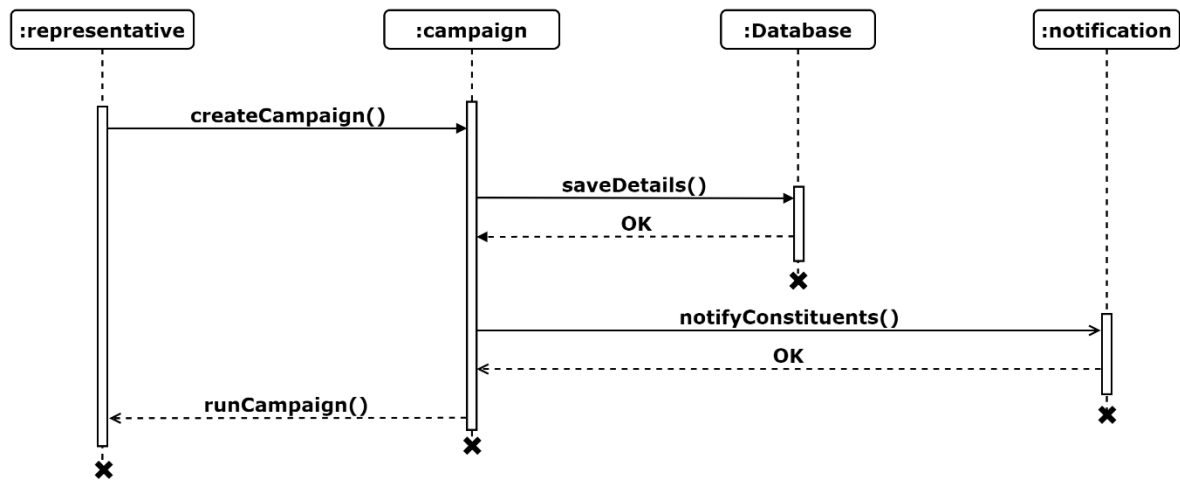 :representative
:campaign
:Database
:notification
createCampaign()
saveDetails()
OK
notifyConstituents()
OK
runCampaign()